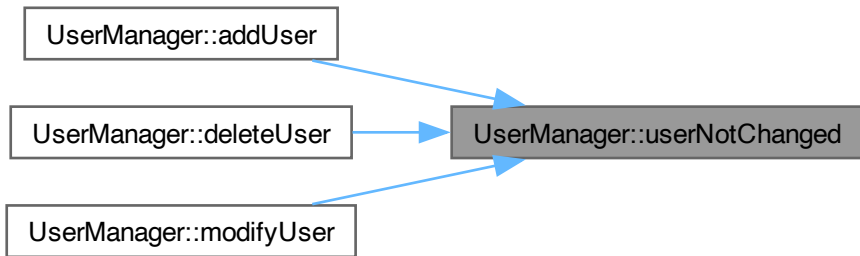 UserManager::addUser
UserManager::deleteUser
UserManager::userNotChanged
UserManager::modifyUser